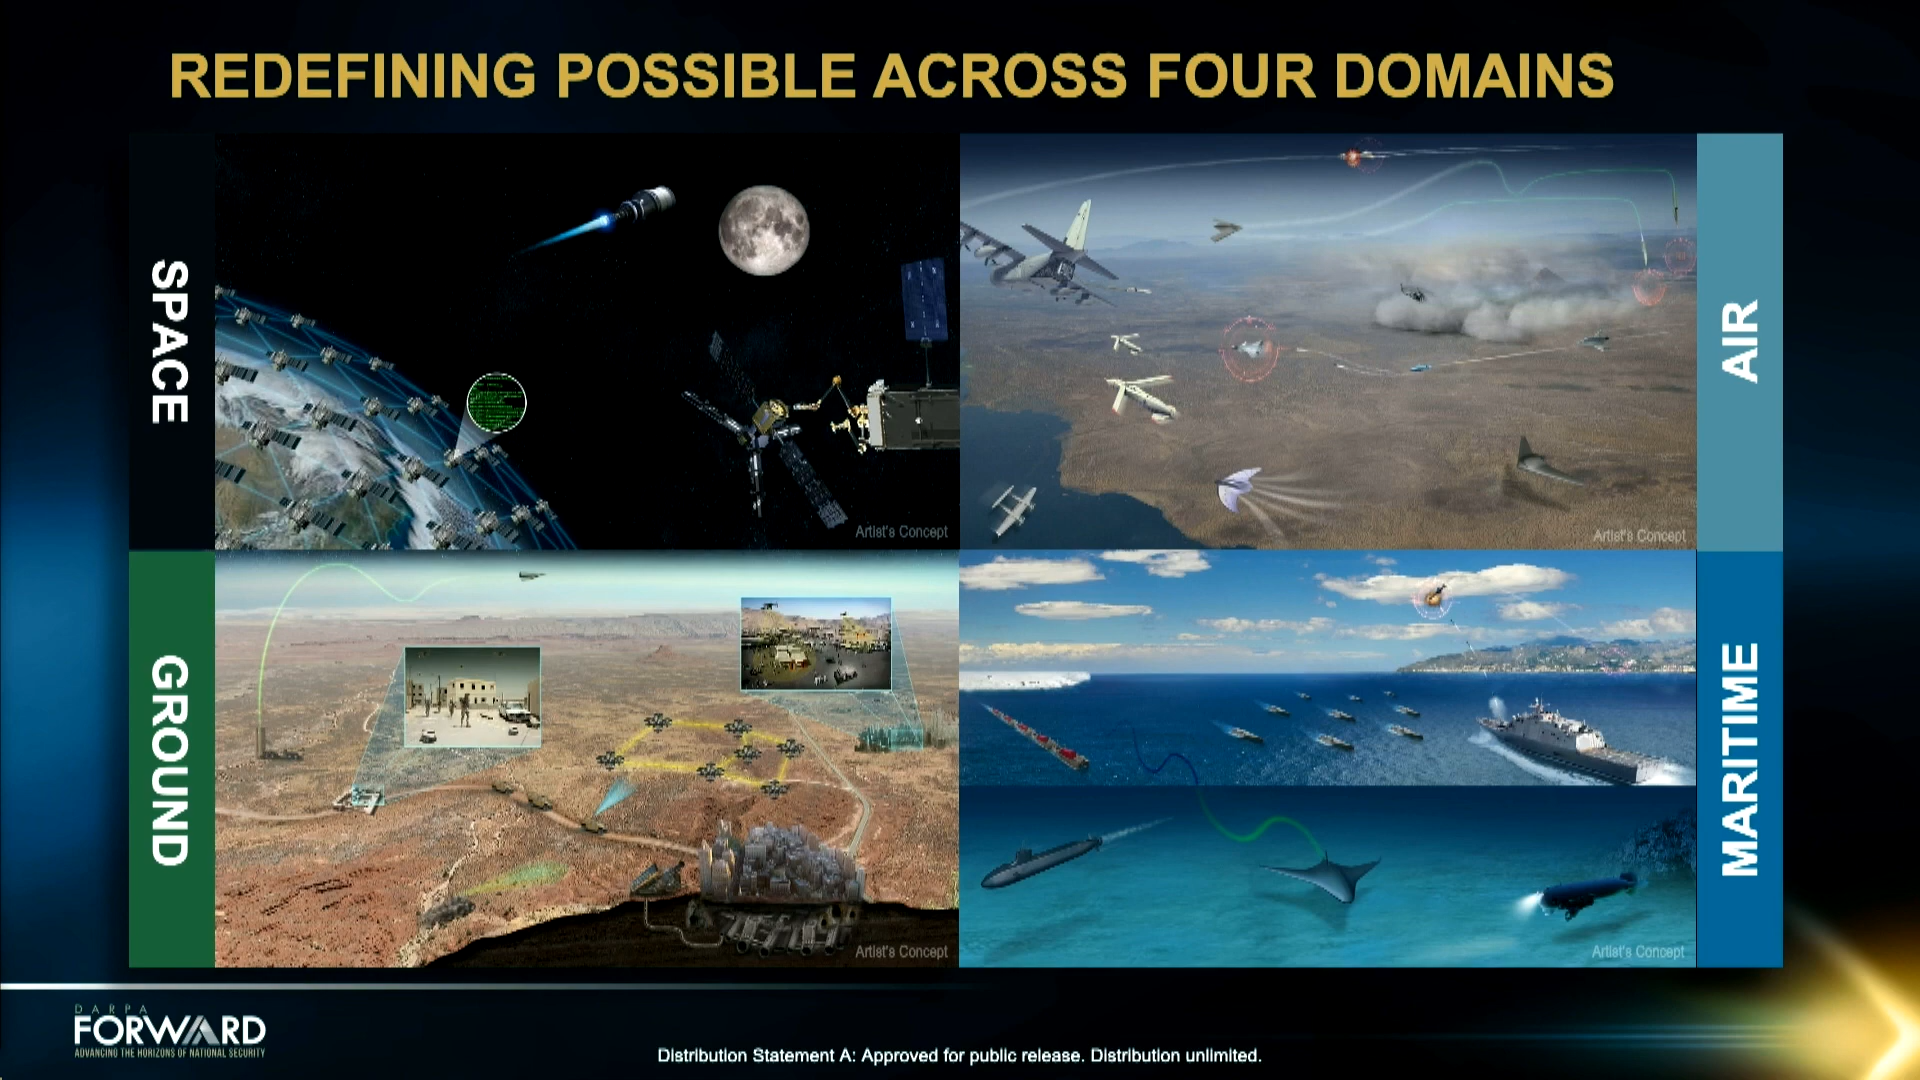 REDEFINING POSSIBLE ACROSS FOUR DOMAINS
SPACE
Artist's Concept
AIR
Artist's Concept
GROUND
Artist's Concept
MARITIME
Artist's Concept
DARPA
FORWARD
ADVANCING THE HORIZONS OF NATIONAL SECURITY
Distribution Statement A: Approved for public release. Distribution unlimited.